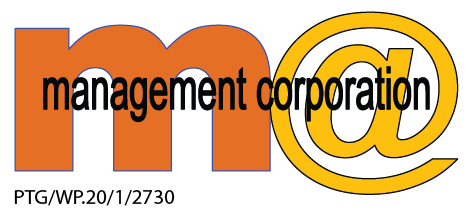 m@
management corporation
PTG/WP.20/1/2730